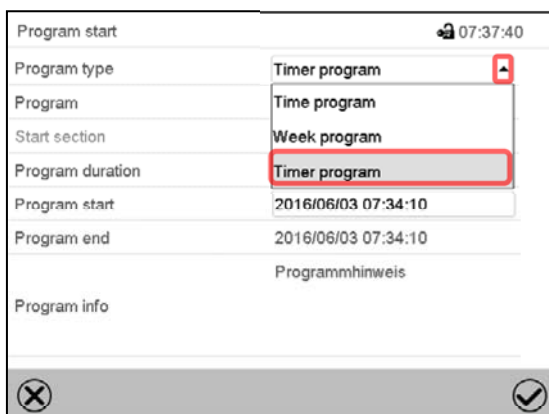 Program start 07:37:40
Program type Timer program
Program Time program
Start section Week program
Program duration Timer program
Program start 2016/06/03 07:34:10
Program end 2016/06/03 07:34:10
Programmhinweis
Program info